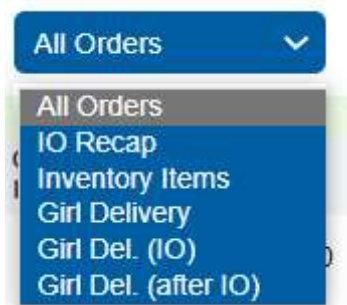 All Orders
All Orders
IO Recap
Inventory Items
Girl Delivery
Girl Del. (IO)
Girl Del. (after IO)